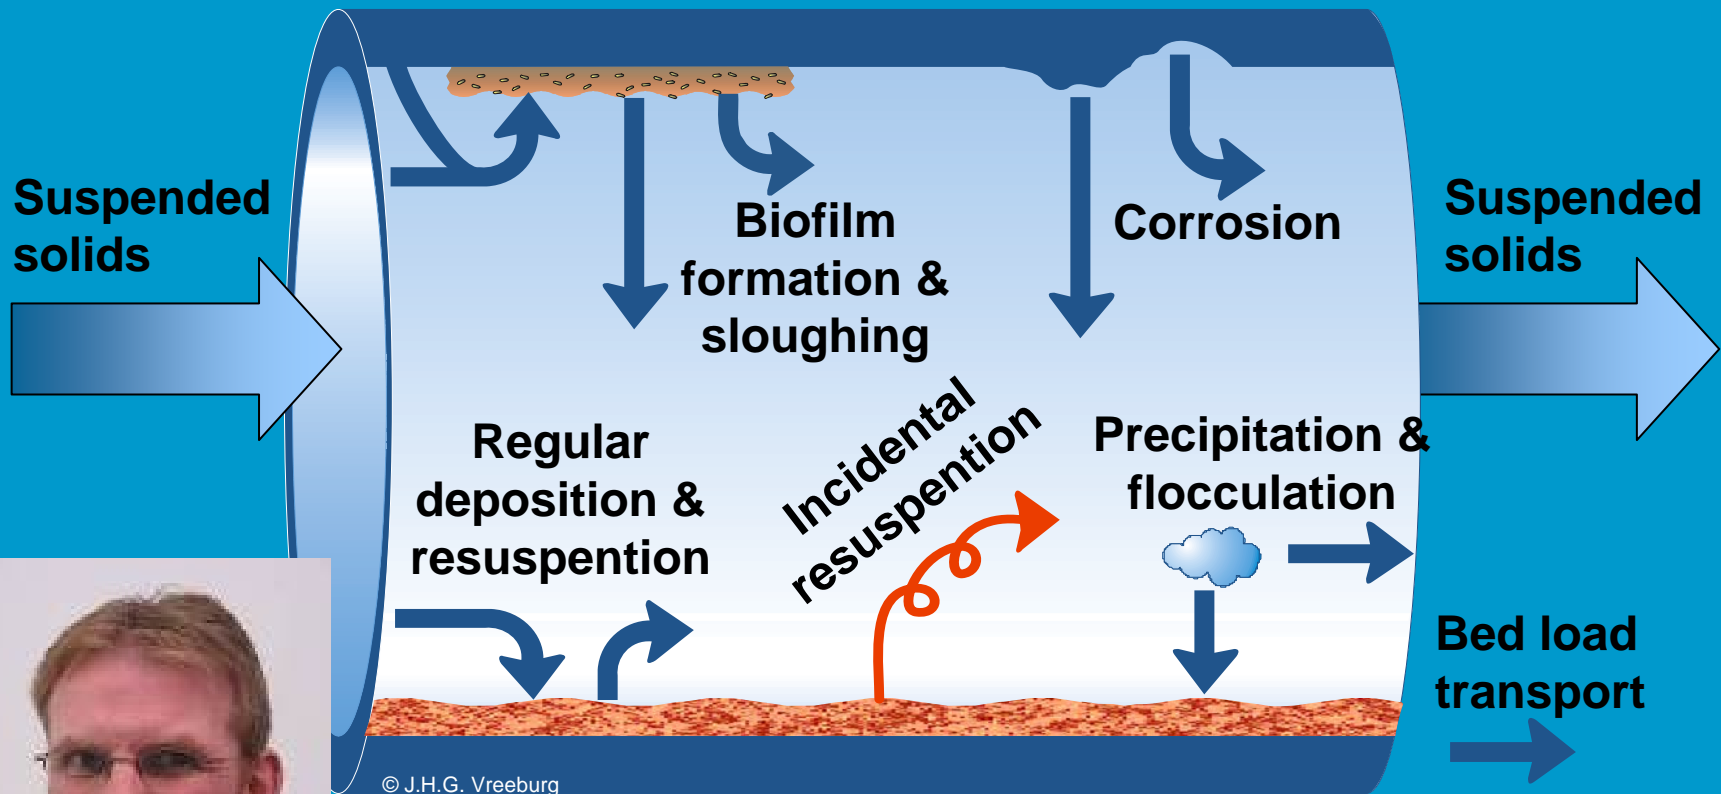 Suspended
solids
Biofilm
formation &
sloughing
Corrosion
Suspended
solids
Regular
deposition &
resuspention
Incidental
resuspention
Precipitation &
flocculation
Bed load
transport
© J.H.G. Vreeburg